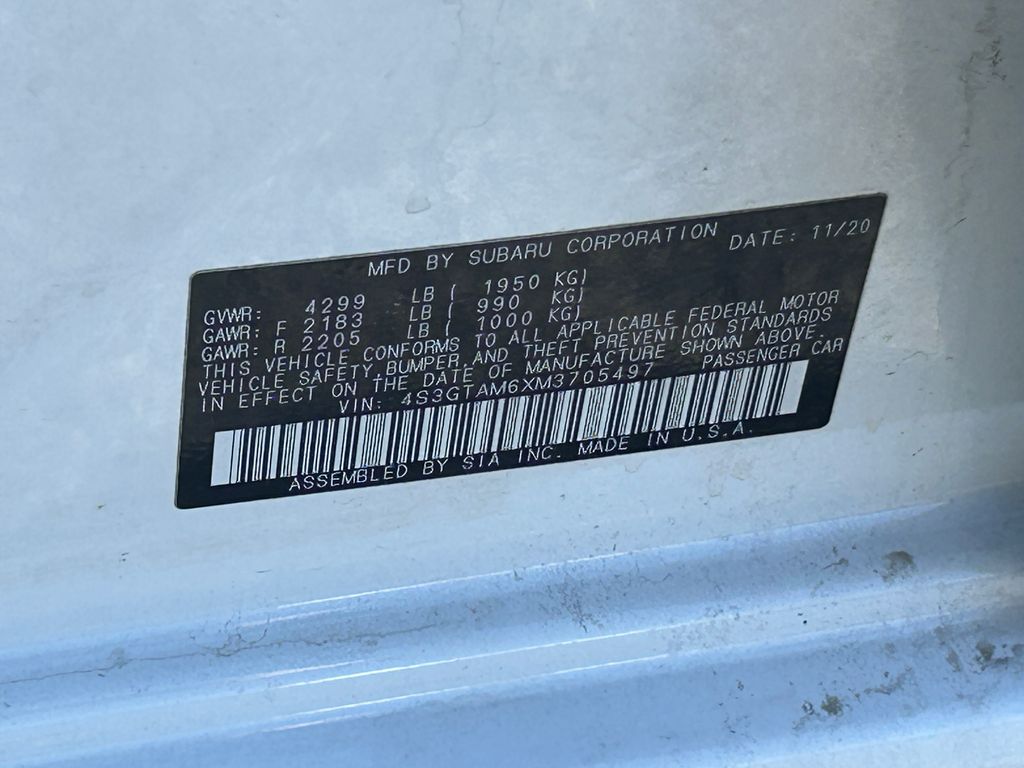 MFD BY SUBARU CORPORATION DATE: 11/20
GVWR: 4299 LB ( 1950 KG)
GAWR: F 2183 LB ( 990 KG)
GAWR: R 2205 LB ( 1000 KG)
THIS VEHICLE CONFORMS TO ALL APPLICABLE FEDERAL MOTOR
VEHICLE SAFETY, BUMPER, AND THEFT PREVENTION STANDARDS
IN EFFECT ON THE DATE OF MANUFACTURE SHOWN ABOVE.
VIN: 4S3GTAM6XM3705497 PASSENGER CAR
ASSEMBLED BY SIA INC. MADE IN U.S.A.